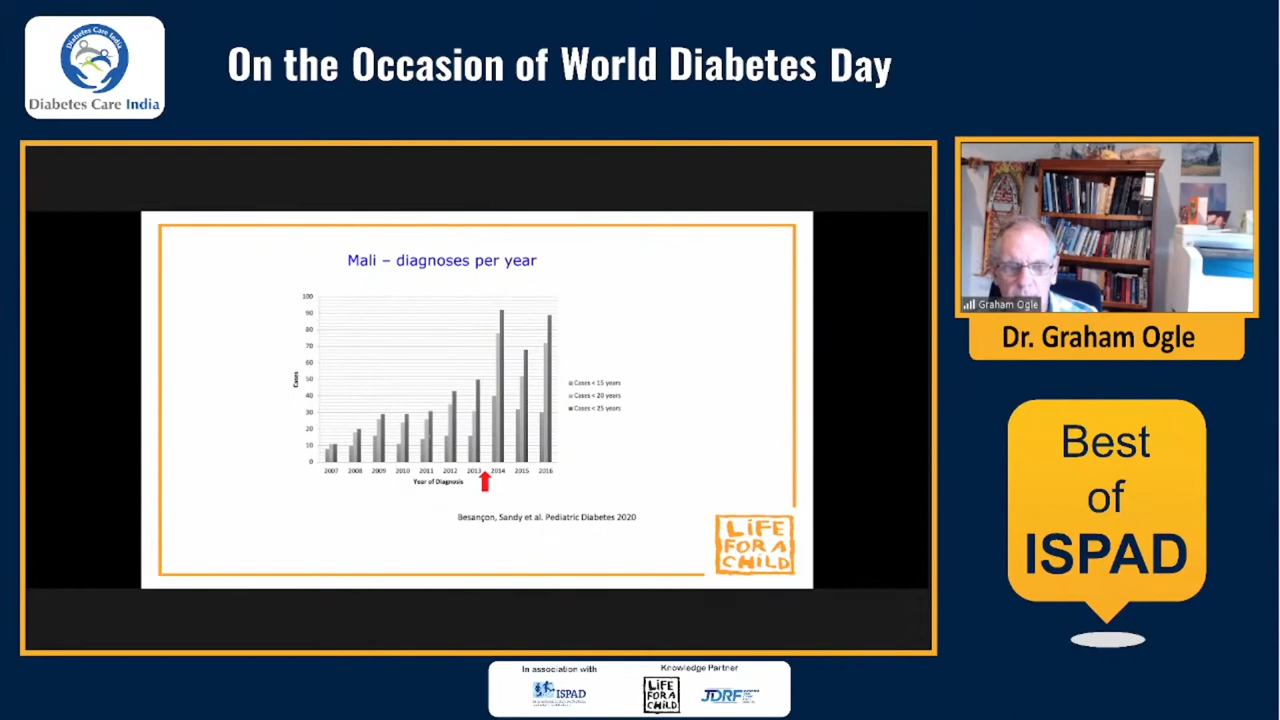 Diabetes Care India
Diabetes Care India
On the Occasion of World Diabetes Day
Mali – diagnoses per year
100
90
80
70
60
50
40
30
20
10
0
Cases
2007 2008 2009 2010 2011 2012 2013 2014 2015 2016
Year of Diagnosis
Cases < 15 years
Cases < 20 years
Cases < 25 years
Besançon, Sandy et al. Pediatric Diabetes 2020
LIFE
FOR A
CHILD
Graham Ogle
Dr. Graham Ogle
Best
of
ISPAD
In association with
ISPAD
Knowledge Partner
LIFE
FOR A
CHILD
JDRF